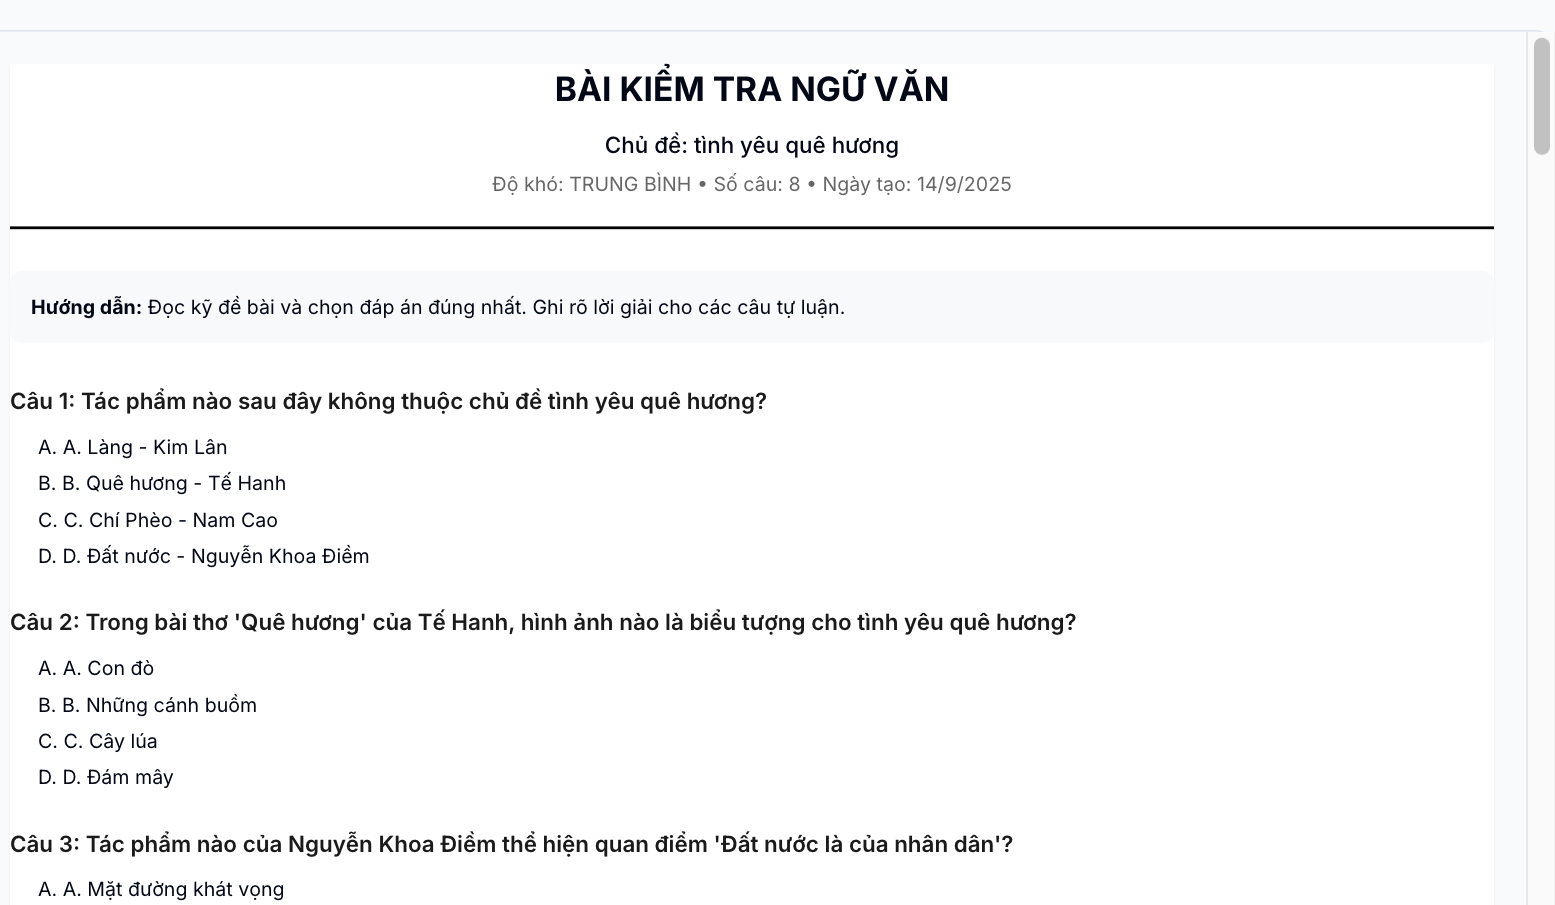 BÀI KIỂM TRA NGỮ VĂN
Chủ đề: tình yêu quê hương
Độ khó: TRUNG BÌNH • Số câu: 8 • Ngày tạo: 14/9/2025
Hướng dẫn: Đọc kỹ đề bài và chọn đáp án đúng nhất. Ghi rõ lời giải cho các câu tự luận.
Câu 1: Tác phẩm nào sau đây không thuộc chủ đề tình yêu quê hương?
A. A. Làng - Kim Lân
B. B. Quê hương - Tế Hanh
C. C. Chí Phèo - Nam Cao
D. D. Đất nước - Nguyễn Khoa Điềm
Câu 2: Trong bài thơ 'Quê hương' của Tế Hanh, hình ảnh nào là biểu tượng cho tình yêu quê hương?
A. A. Con đò
B. B. Những cánh buồm
C. C. Cây lúa
D. D. Đám mây
Câu 3: Tác phẩm nào của Nguyễn Khoa Điềm thể hiện quan điểm 'Đất nước là của nhân dân'?
A. A. Mặt đường khát vọng